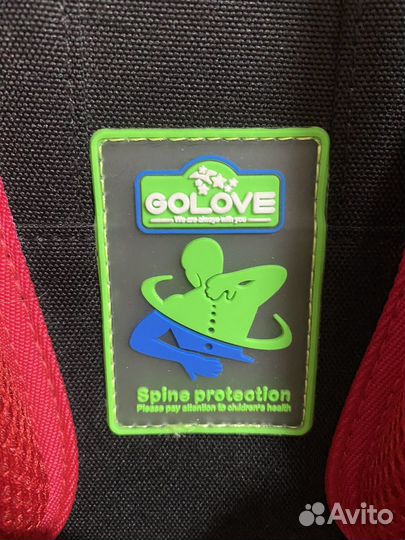 GOLOVE
We are always with you
Spine protection
Please pay attention to children's health
Avito